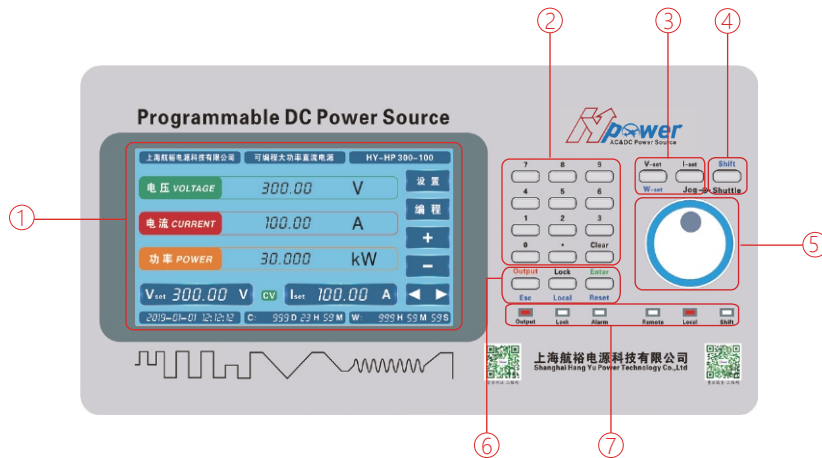 ② ③ ④
Programmable DC Power Source
Hpower
AC&DC Power Source
上海航裕电源科技有限公司 可编程大功率直流电源 HY-HP 300-100
电压 VOLTAGE 300.00 V 设置
编程
电流 CURRENT 100.00 A
+
功率 POWER 30.000 kW
−
Vset 300.00 V CV Iset 100.00 A ◀ ▶
2019-01-01 12:12:12 C: 999 D 23 H 59 M W: 999 H 59 M 59 S
7 8 9
4 5 6
1 2 3
0 . Clear
V-set I-set Shift
W-set Jog Shuttle
Output Lock Enter
Esc Local Reset
Output Lock Alarm Remote Local Shift
上海航裕电源科技有限公司
Shanghai Hang Yu Power Technology Co.,Ltd
①
⑤
⑥ ⑦